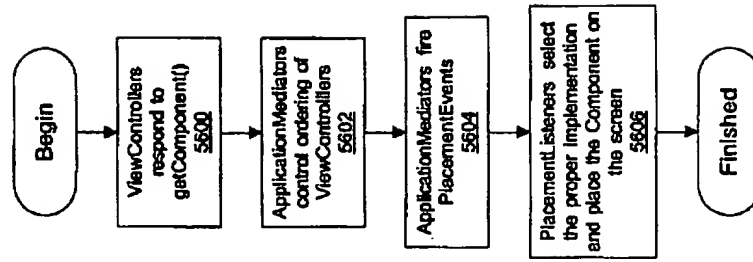 Begin
ViewControllers
respond to
getComponent()
5600
ApplicationMediators
control ordering of
ViewControllers
5602
ApplicationMediators fire
PlacementEvents
5604
PlacementListeners select
the proper Implementation
and place the Component on
the screen
5606
Finished